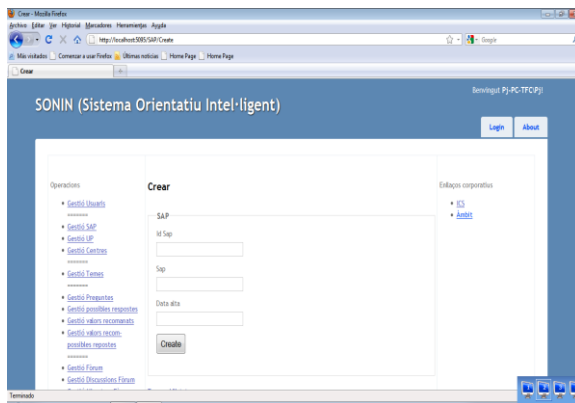 Crear - Mozilla Firefox
Archivo Editar Ver Historial Marcadores Herramientas Ayuda
http://localhost:5085/SAP/Create
Google
Más visitados Comenzar a usar Firefox Últimas noticias Home Page Home Page
Crear
Benvingut PJ-PC-TFC\PJ!
SONIN (Sistema Orientatiu Intel·ligent)
Login About
Operacions
Gestió Usuaris
=======
Gestió SAP
Gestió UP
Gestió Centres
=======
Gestió Temes
=======
Gestió Preguntes
Gestió possibles respostes
Gestió valors recomanats
Gestió valors recom-
possibles repostes
=======
Gestió Fòrum
Gestió Discussions Fòrum
Crear
SAP
Id Sap
Sap
Data alta
Create
Enllaços corporatius
ICS
Àmbit
Terminado